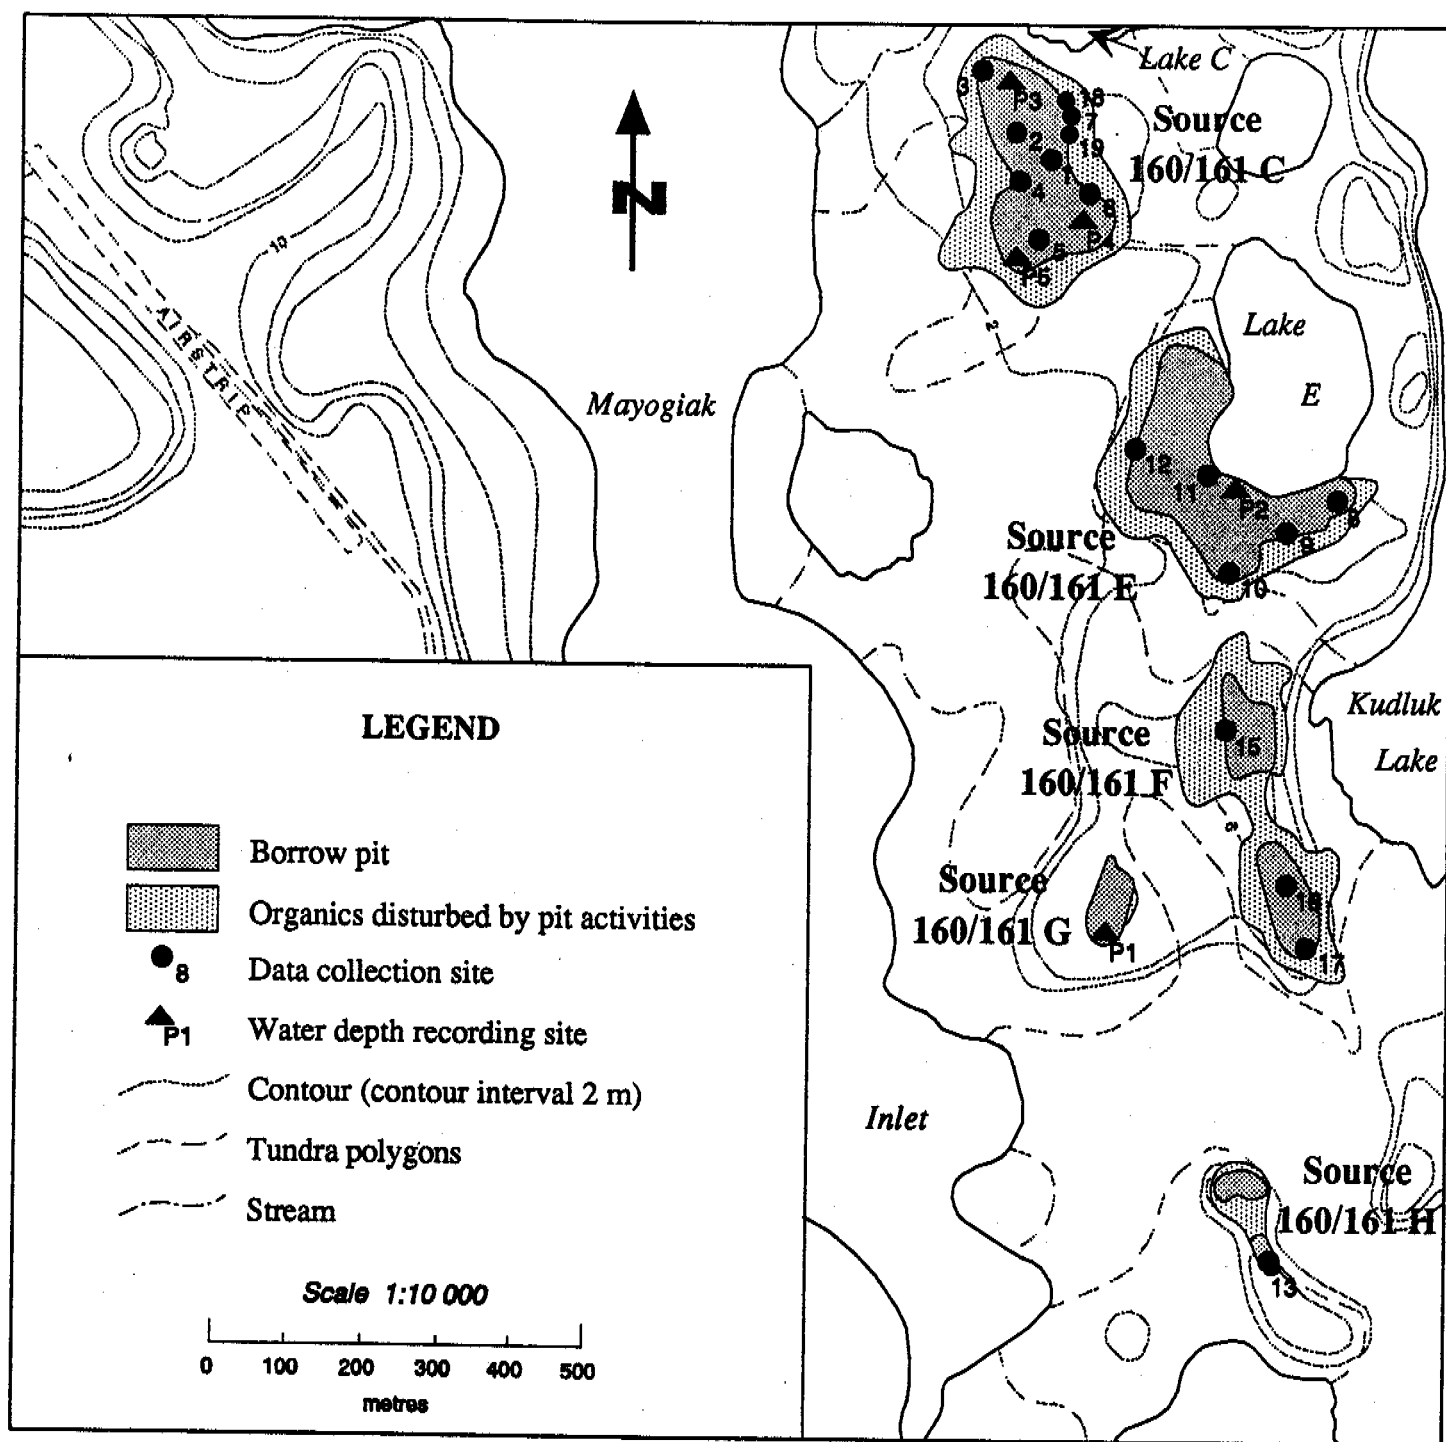 Lake C
3
P3
18
7
Source
2
19
160/161 C
1
4
6
P4
5
P5
10
2
AIRSTRIP
Lake
E
Mayogiak
12
11
P2
8
9
Source
160/161 E
10
Kudluk
Lake
Source
15
160/161 F
LEGEND
Borrow pit
Source
160/161 G
16
Organics disturbed by pit activities
P1
17
8
Data collection site
P1
Water depth recording site
Contour (contour interval 2 m)
Inlet
Tundra polygons
Source
160/161 H
Stream
13
Scale 1:10 000
0 100 200 300 400 500
metres
N